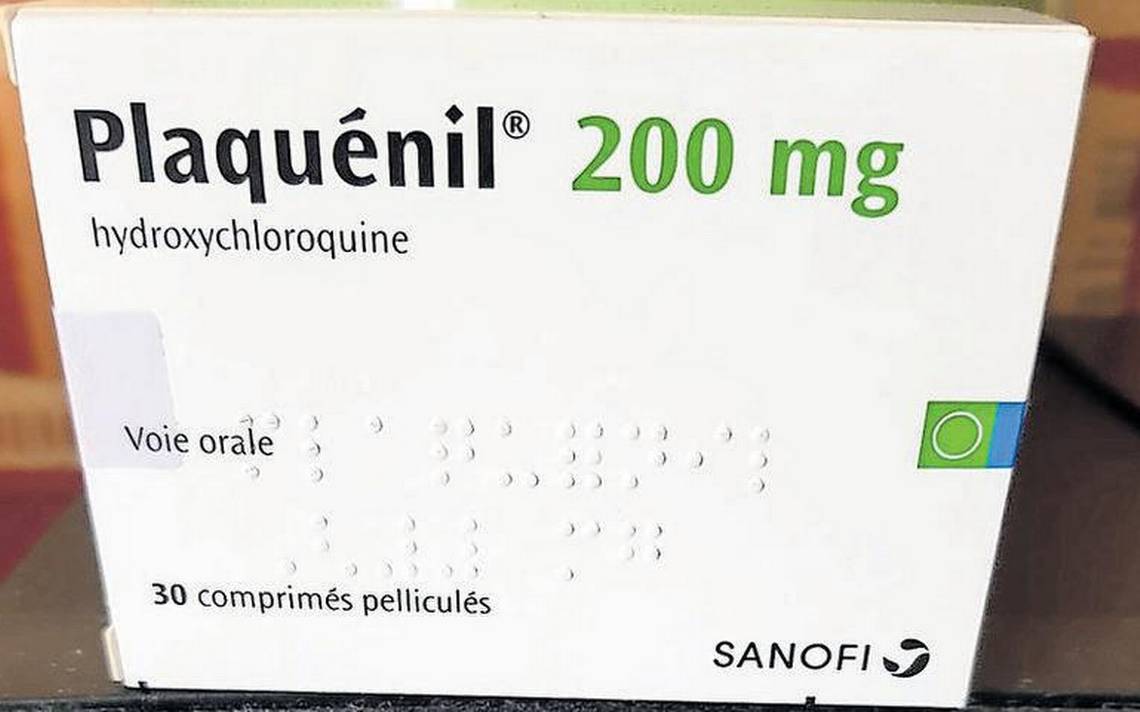 Plaquénil® 200 mg
hydroxychloroquine
Voie orale
30 comprimés pelliculés
SANOFI